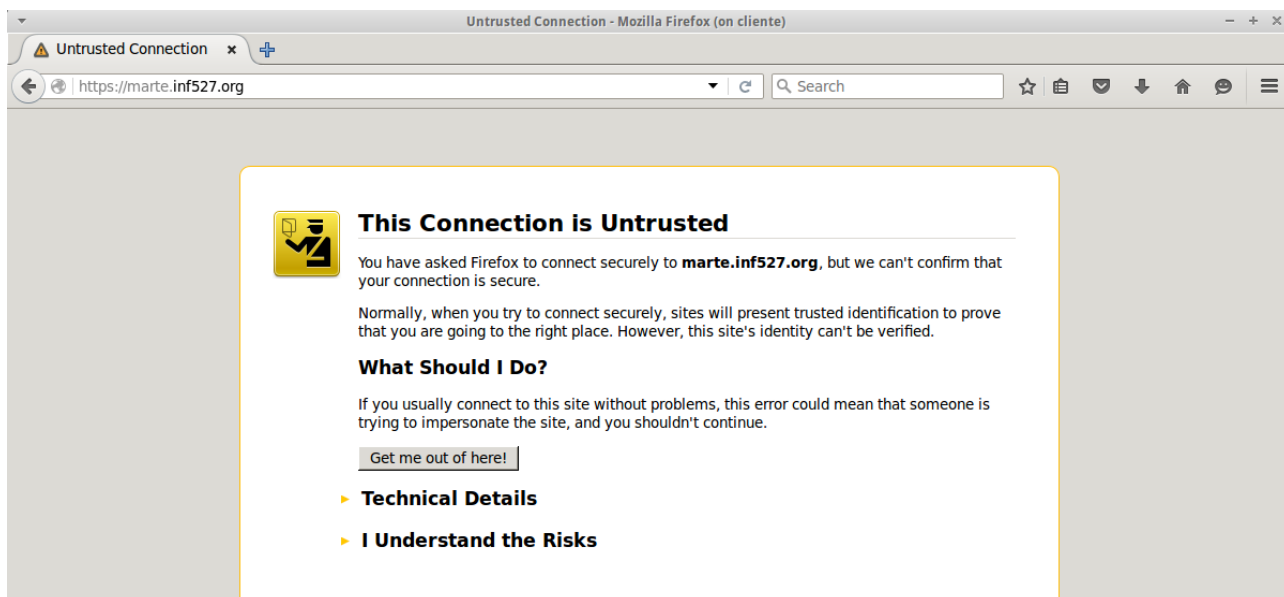 Untrusted Connection - Mozilla Firefox (on cliente)
Untrusted Connection
https://marte.inf527.org
Search
This Connection is Untrusted
You have asked Firefox to connect securely to marte.inf527.org, but we can't confirm that
your connection is secure.
Normally, when you try to connect securely, sites will present trusted identification to prove
that you are going to the right place. However, this site's identity can't be verified.
What Should I Do?
If you usually connect to this site without problems, this error could mean that someone is
trying to impersonate the site, and you shouldn't continue.
Get me out of here!
Technical Details
I Understand the Risks